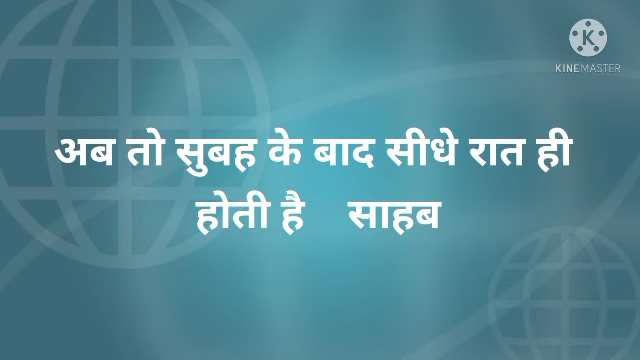 KINEMASTER
अब तो सुबह के बाद सीधे रात ही
होती है साहब